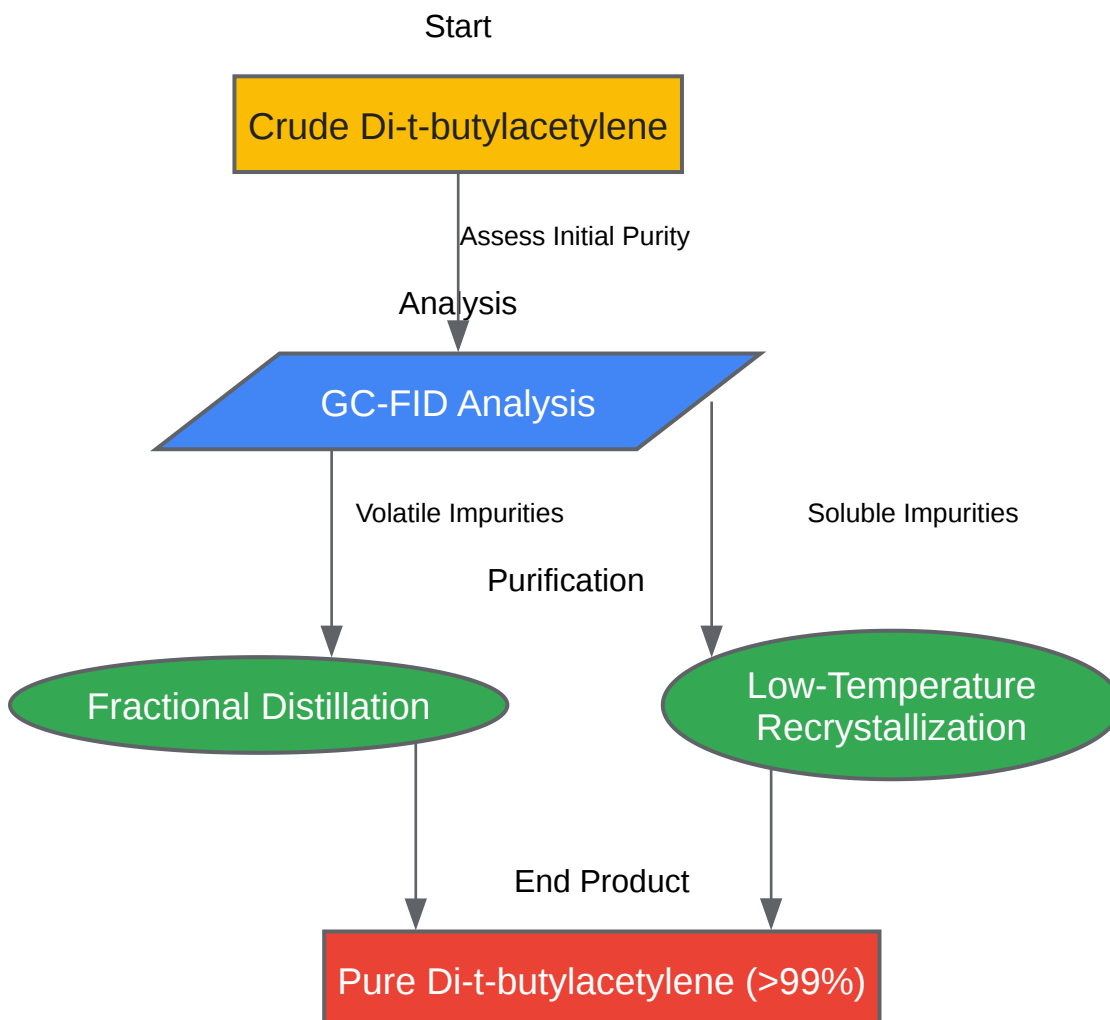 Start
Crude Di-t-butylacetylene
Assess Initial Purity
Analysis
GC-FID Analysis
Volatile Impurities
Soluble Impurities
Purification
Fractional Distillation
Low-Temperature
Recrystallization
End Product
Pure Di-t-butylacetylene (>99%)